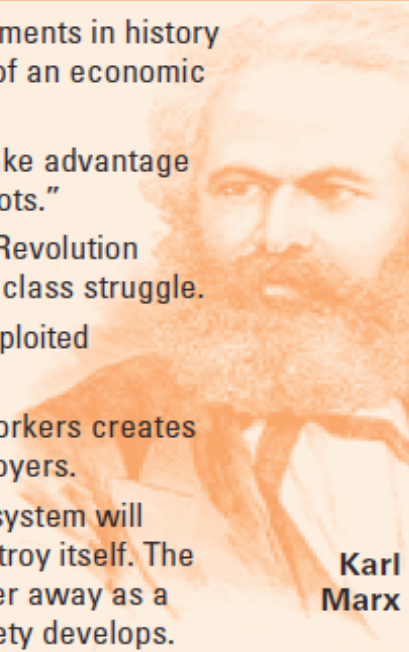 ments in history
of an economic
ke advantage
ots.”
Revolution
class struggle.
ploited
orkers creates
oyers.
system will
troy itself. The
er away as a
ety develops.
Karl
Marx